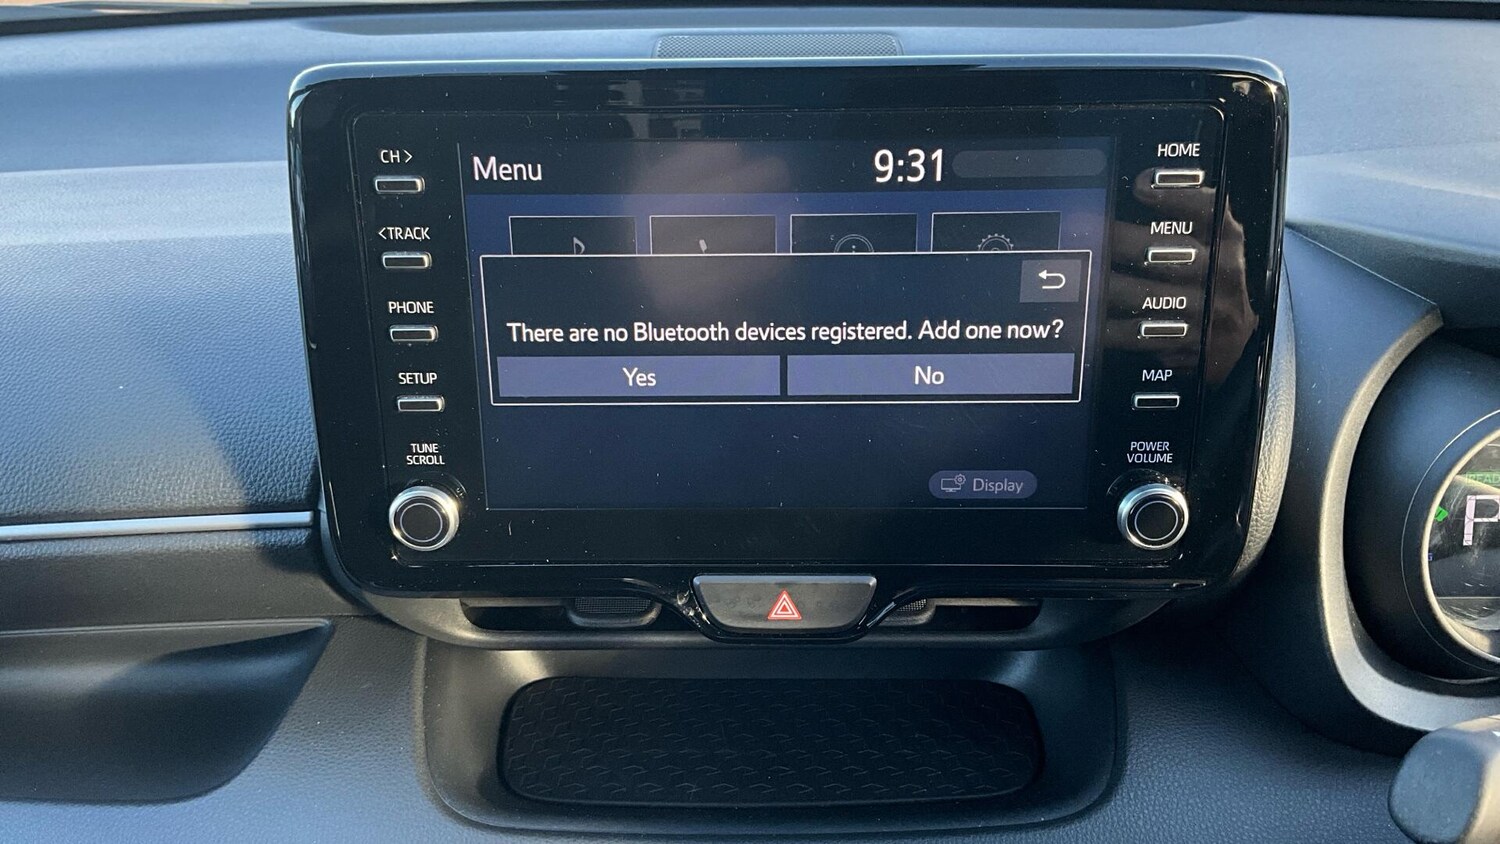 CH >
Menu
9:31
HOME
<TRACK
MENU
PHONE
There are no Bluetooth devices registered. Add one now?
AUDIO
SETUP
Yes
No
MAP
TUNE
SCROLL
Display
POWER
VOLUME
P